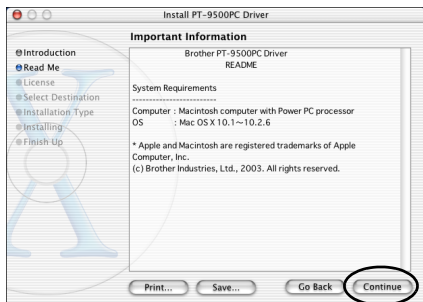 Install PT-9500PC Driver
Important Information
Introduction
Read Me
License
Select Destination
Installation Type
Installing
Finish Up
Brother PT-9500PC Driver
README
System Requirements
--------------------------
Computer : Macintosh computer with Power PC processor
OS : Mac OS X 10.1~10.2.6
* Apple and Macintosh are registered trademarks of Apple
Computer, Inc.
(c) Brother Industries, Ltd., 2003. All rights reserved.
Print... Save... Go Back Continue